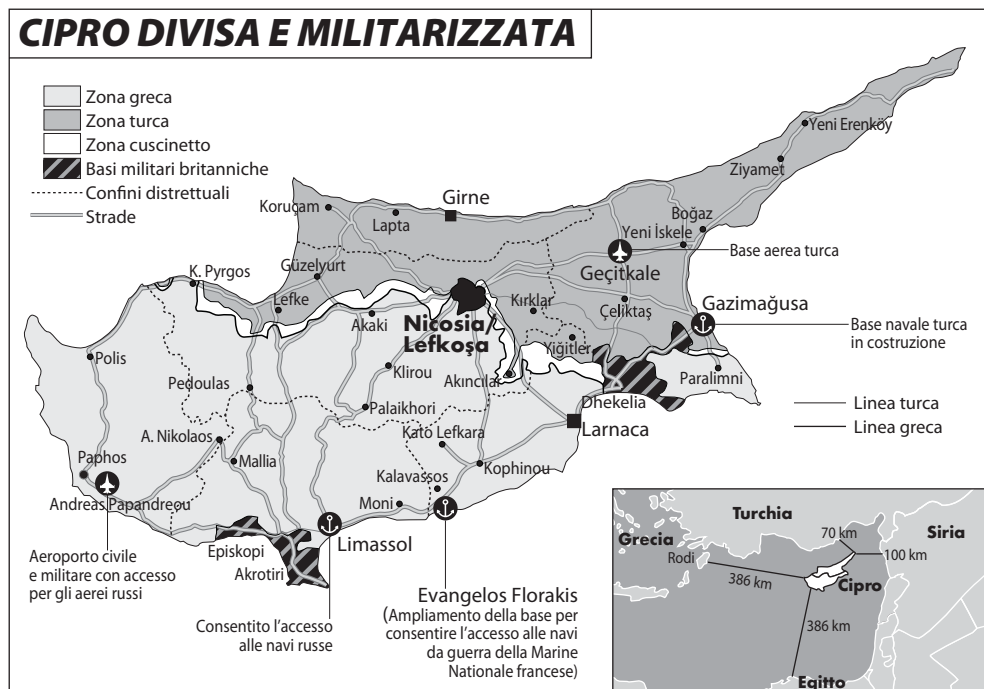 CIPRO DIVISA E MILITARIZZATA
Zona greca
Zona turca
Zona cuscinetto
Basi militari britanniche
Confini distrettuali
Strade
Yeni Erenköy
Ziyamet
Girne
Koruçam
Lapta
Boğaz
Yeni İskele
Base aerea turca
Geçitkale
K. Pyrgos
Güzelyurt
Lefke
Akaki
Nicosia/
Lefkoşa
Kırklar
Çeliktaş
Gazimağusa
Base navale turca
in costruzione
Yiğitler
Polis
Pedoulas
Klirou
Akıncılar
Paralimni
Palaikhori
Dhekelia
Larnaca
Linea turca
Linea greca
A. Nikolaos
Kato Lefkara
Paphos
Mallia
Kophinou
Kalavassos
Andreas Papandreou
Moni
Limassol
Episkopi
Akrotiri
Aeroporto civile
e militare con accesso
per gli aerei russi
Consentito l’accesso
alle navi russe
Evangelos Florakis
(Ampliamento della base per
consentire l’accesso alle navi
da guerra della Marine
Nationale francese)
Turchia
Grecia
Siria
Rodi
70 km
100 km
386 km
Cipro
386 km
Egitto